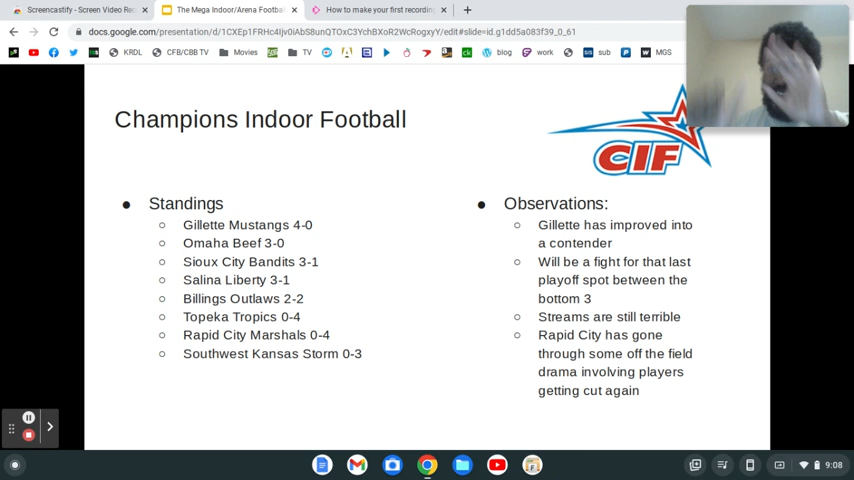 Screencastify - Screen Video Rec
The Mega Indoor/Arena Footba
How to make your first recording
docs.google.com/presentation/d/1CXEp1FRHc4Ijv0iAbS8unQTOxC3YchBXoR2WcRogxyY/edit#slide=id.g1dd5a083f39_0_61
KRDL
CFB/CBB TV
Movies
TV
blog
work
sub
MGS
Champions Indoor Football
CIF
Standings
Gillette Mustangs 4-0
Omaha Beef 3-0
Sioux City Bandits 3-1
Salina Liberty 3-1
Billings Outlaws 2-2
Topeka Tropics 0-4
Rapid City Marshals 0-4
Southwest Kansas Storm 0-3
Observations:
Gillette has improved into
a contender
Will be a fight for that last
playoff spot between the
bottom 3
Streams are still terrible
Rapid City has gone
through some off the field
drama involving players
getting cut again
9:08